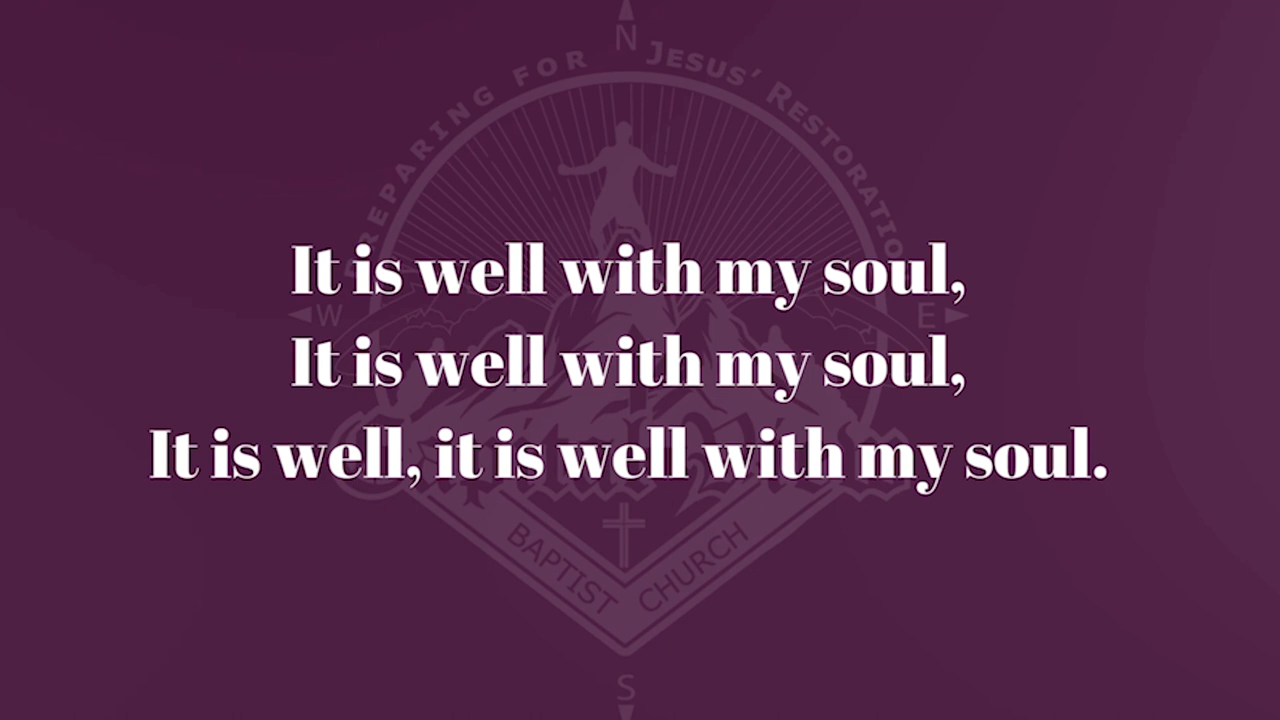 N
PREPARING FOR JESUS' RESTORATION
It is well with my soul,
W E
It is well with my soul,
It is well, it is well with my soul.
BAPTIST CHURCH
S